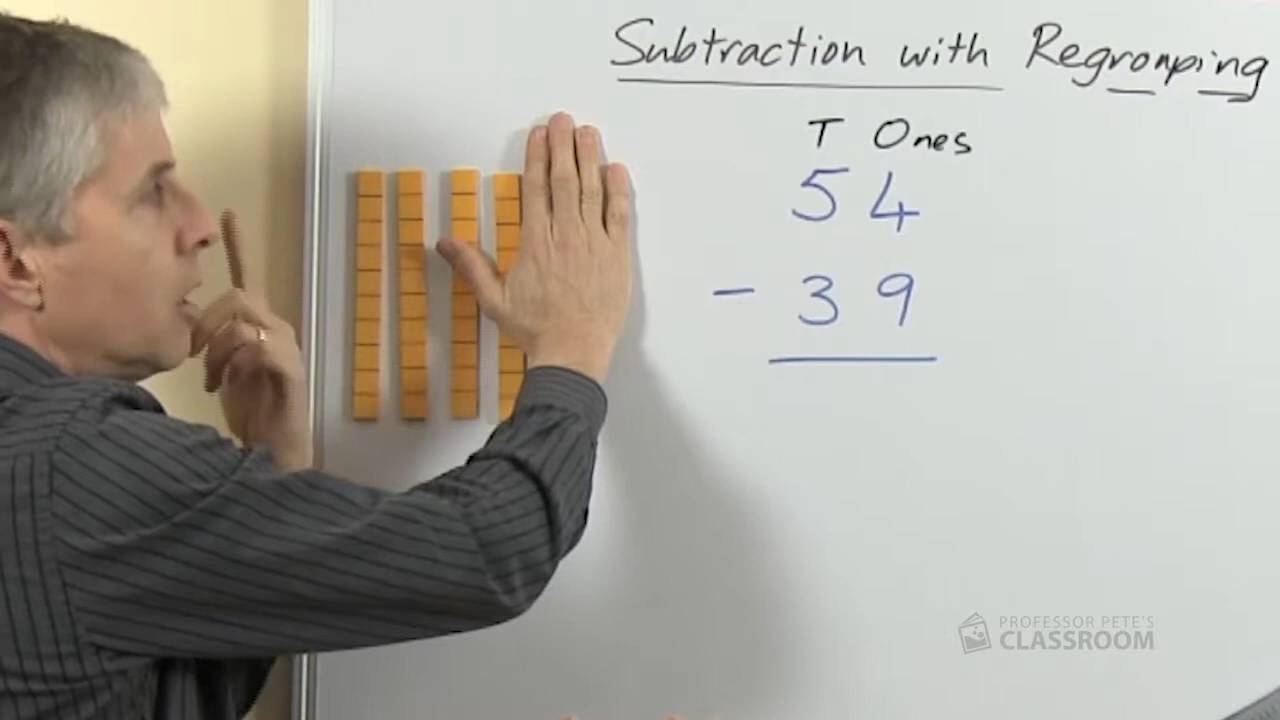 Subtraction with Regrouping
T Ones
5 4
- 3 9
PROFESSOR PETE'S
CLASSROOM